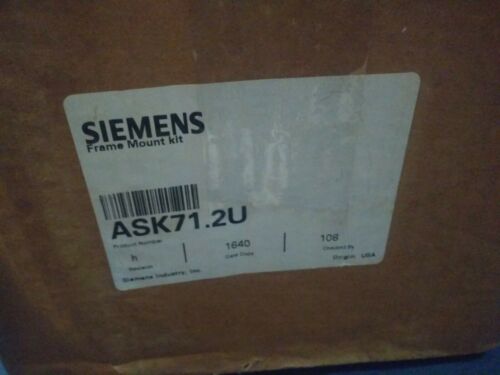 SIEMENS
Frame Mount kit
ASK71.2U
Product Number
h 1640 106
Revision Date Code Checked By
Siemens Industry, Inc. Origin: USA